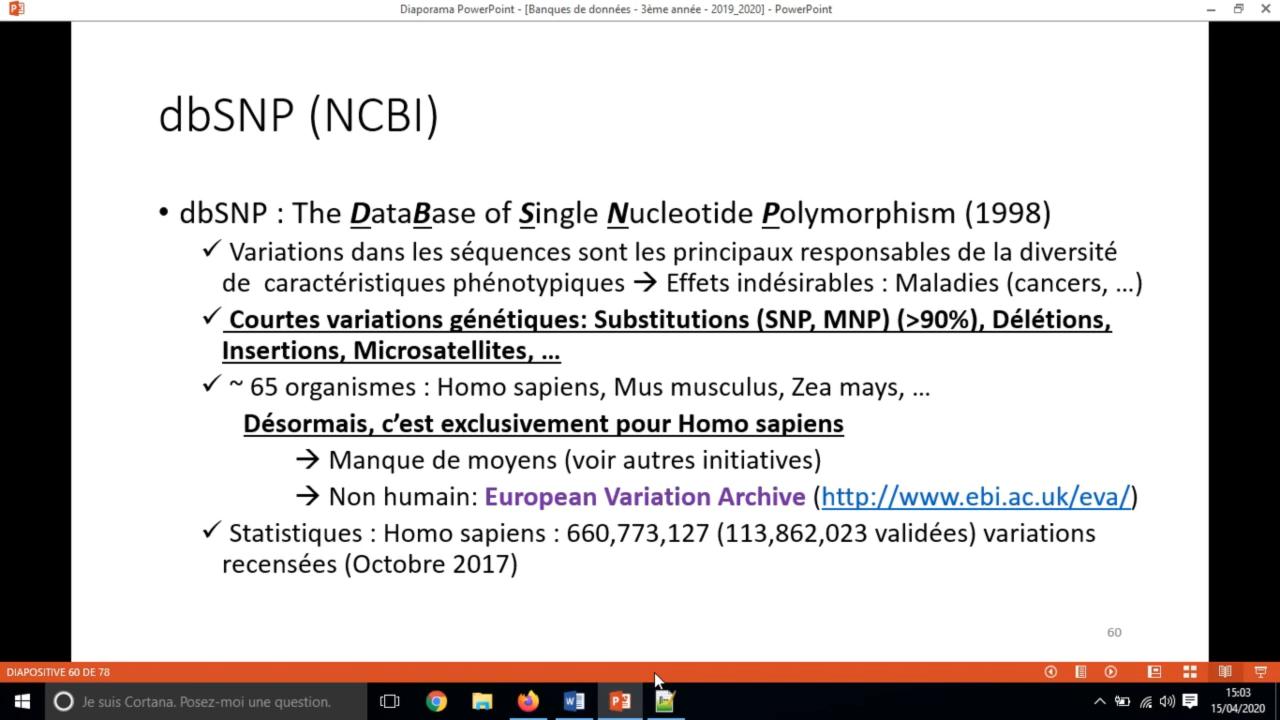 Diaporama PowerPoint - [Banques de données - 3ème année - 2019_2020] - PowerPoint
dbSNP (NCBI)
• dbSNP : The DataBase of Single Nucleotide Polymorphism (1998)
✓ Variations dans les séquences sont les principaux responsables de la diversité
de caractéristiques phénotypiques → Effets indésirables : Maladies (cancers, …)
✓ Courtes variations génétiques: Substitutions (SNP, MNP) (>90%), Délétions,
Insertions, Microsatellites, …
✓ ~ 65 organismes : Homo sapiens, Mus musculus, Zea mays, …
Désormais, c’est exclusivement pour Homo sapiens
→ Manque de moyens (voir autres initiatives)
→ Non humain: European Variation Archive (http://www.ebi.ac.uk/eva/)
✓ Statistiques : Homo sapiens : 660,773,127 (113,862,023 validées) variations
recensées (Octobre 2017)
60
DIAPOSITIVE 60 DE 78
Je suis Cortana. Posez-moi une question.
15:03
15/04/2020